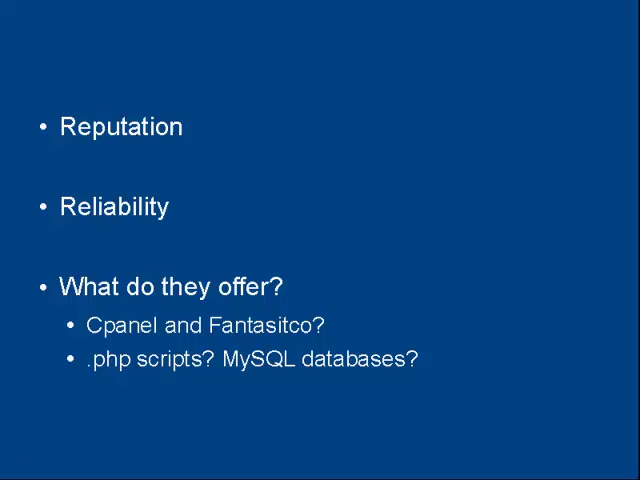 • Reputation
• Reliability
• What do they offer?
• Cpanel and Fantasitco?
• .php scripts? MySQL databases?